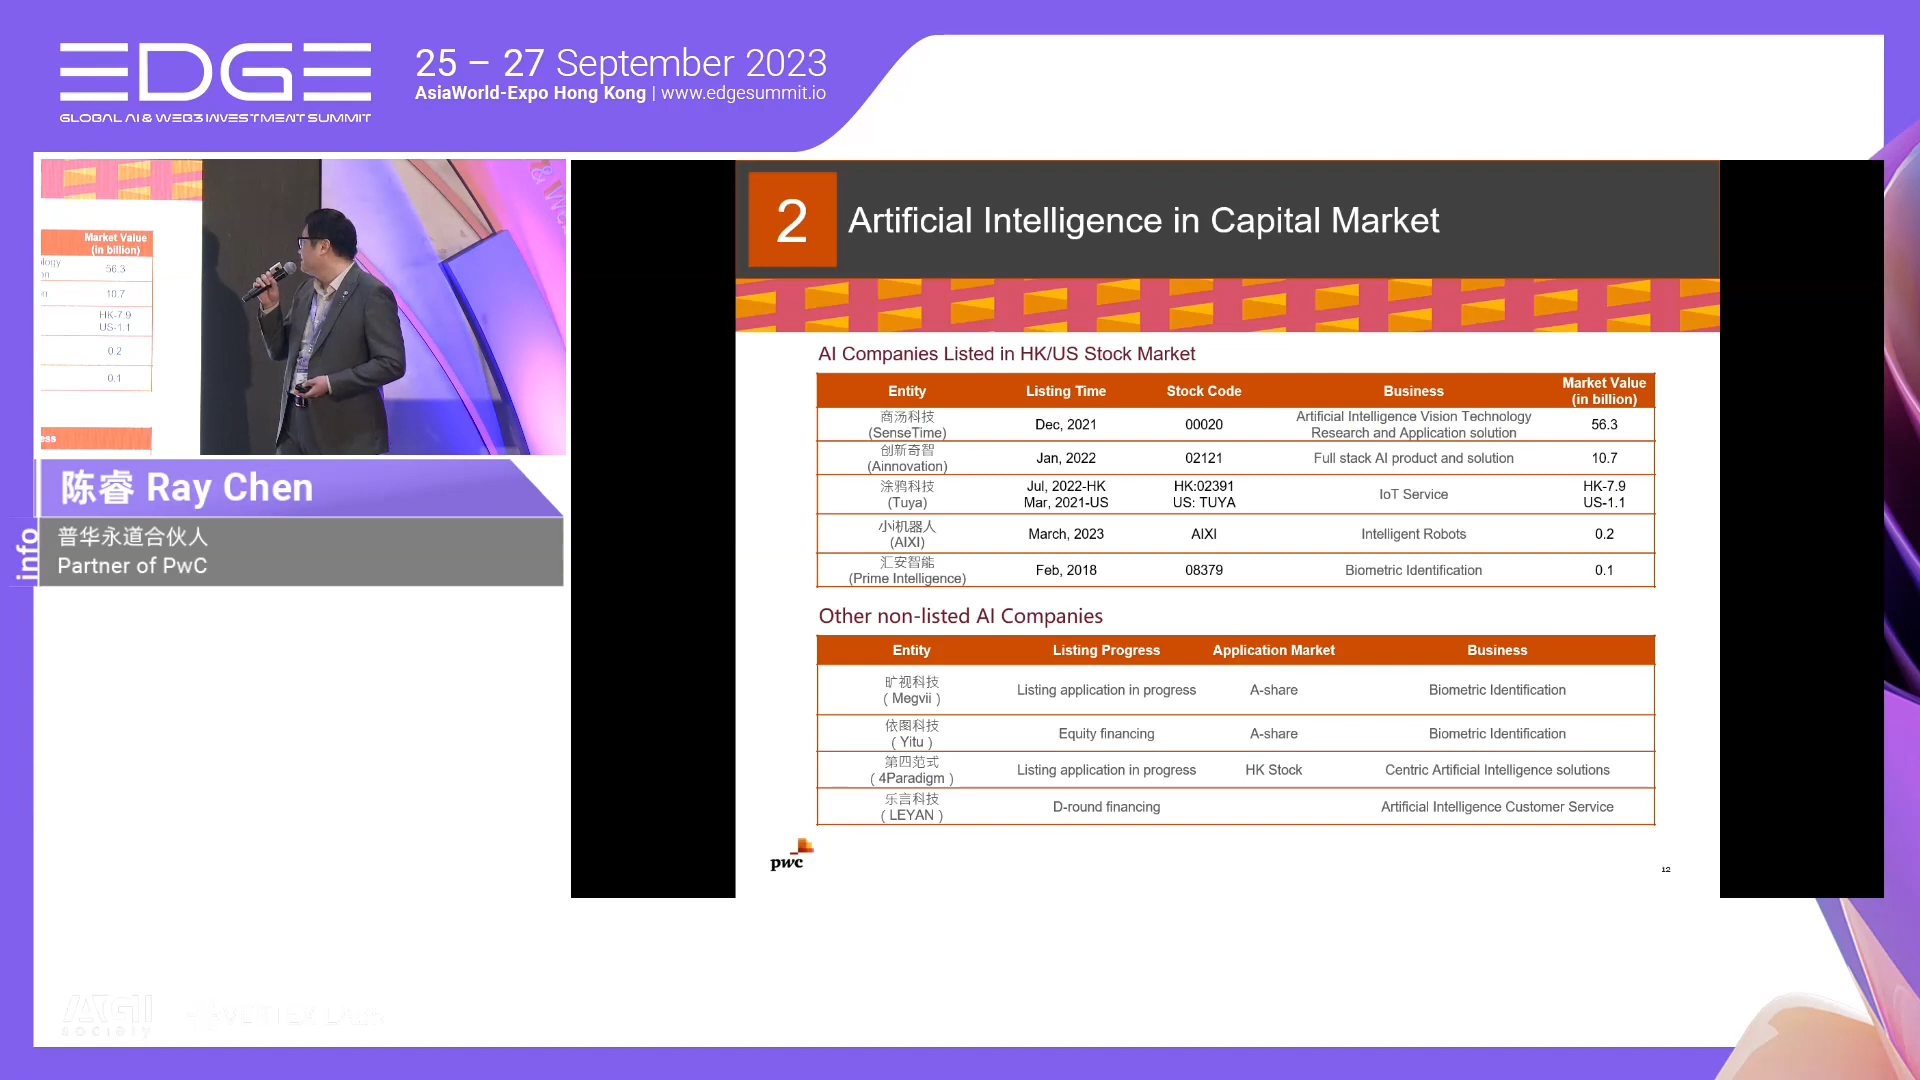 EDGE
GLOBAL AI & WEB3 INVESTMENT SUMMIT
25 – 27 September 2023
AsiaWorld-Expo Hong Kong | www.edgesummit.io
Market Value
(in billion)
56.3
10.7
HK-7.9
US-1.1
0.2
0.1
陈睿 Ray Chen
info
普华永道合伙人
Partner of PwC
2
Artificial Intelligence in Capital Market
AI Companies Listed in HK/US Stock Market
Entity Listing Time Stock Code Business Market Value (in billion)
商汤科技 (SenseTime) Dec, 2021 00020 Artificial Intelligence Vision Technology Research and Application solution 56.3
创新奇智 (Ainnovation) Jan, 2022 02121 Full stack AI product and solution 10.7
涂鸦科技 (Tuya) Jul, 2022-HK Mar, 2021-US HK:02391 US: TUYA IoT Service HK-7.9 US-1.1
小i机器人 (AIXI) March, 2023 AIXI Intelligent Robots 0.2
汇安智能 (Prime Intelligence) Feb, 2018 08379 Biometric Identification 0.1
Other non-listed AI Companies
Entity Listing Progress Application Market Business
旷视科技 ( Megvii ) Listing application in progress A-share Biometric Identification
依图科技 ( Yitu ) Equity financing A-share Biometric Identification
第四范式 ( 4Paradigm ) Listing application in progress HK Stock Centric Artificial Intelligence solutions
乐言科技 ( LEYAN ) D-round financing Artificial Intelligence Customer Service
pwc
12
AGI
SOCIETY
VERTEX LABS